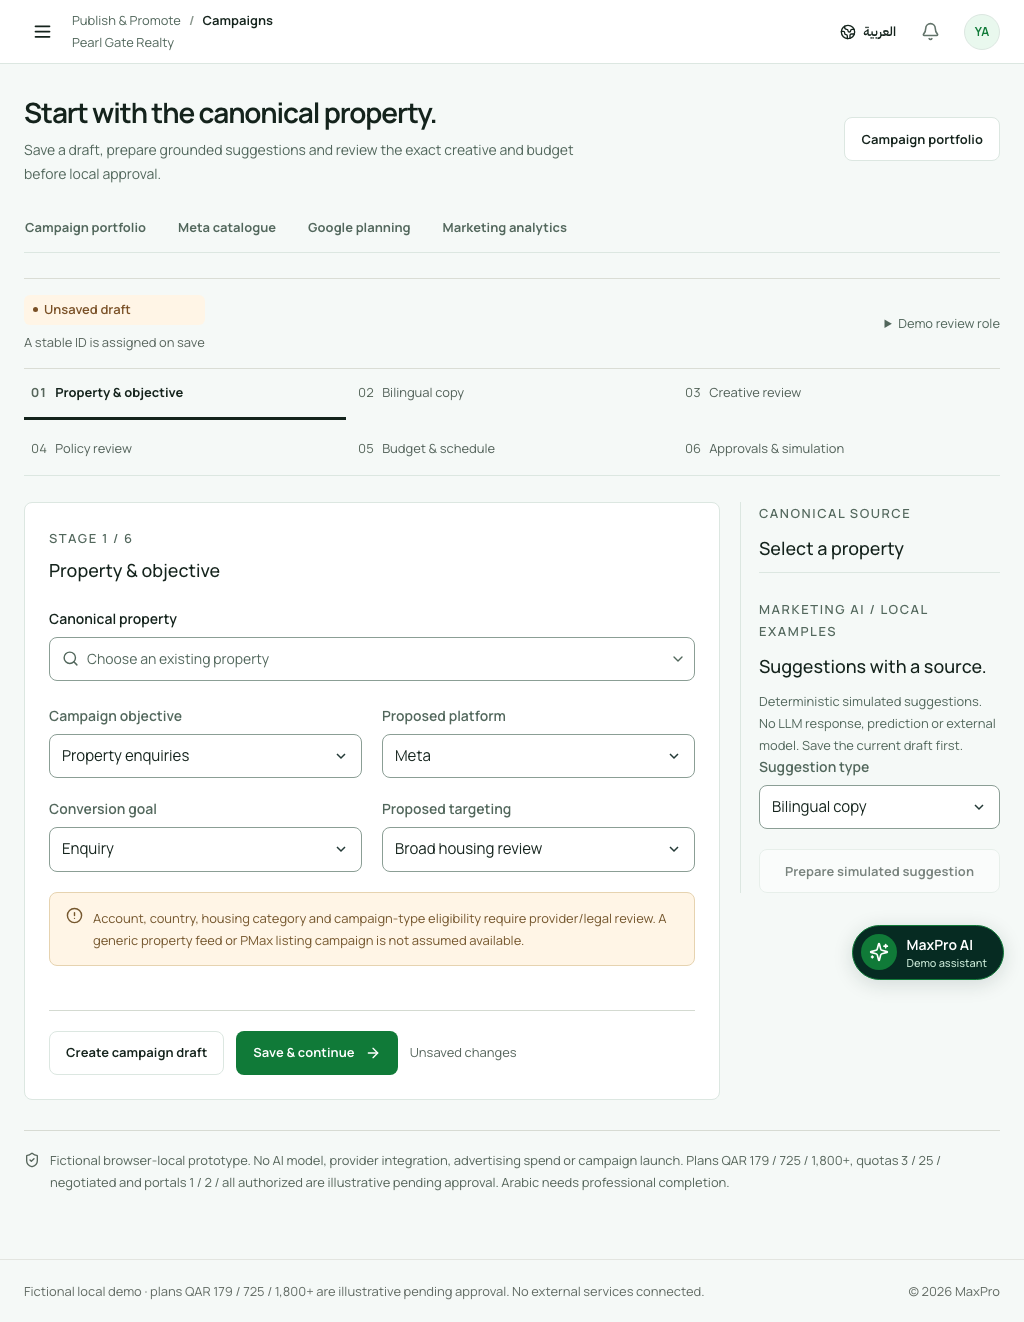 Publish & Promote / Campaigns
Pearl Gate Realty
العربية
YA
Start with the canonical property.
Save a draft, prepare grounded suggestions and review the exact creative and budget
before local approval.
Campaign portfolio
Campaign portfolio
Meta catalogue
Google planning
Marketing analytics
Unsaved draft
A stable ID is assigned on save
Demo review role
01 Property & objective
02 Bilingual copy
03 Creative review
04 Policy review
05 Budget & schedule
06 Approvals & simulation
STAGE 1 / 6
Property & objective
Canonical property
Choose an existing property
Campaign objective
Proposed platform
Property enquiries
Meta
Conversion goal
Proposed targeting
Enquiry
Broad housing review
Account, country, housing category and campaign-type eligibility require provider/legal review. A
generic property feed or PMax listing campaign is not assumed available.
Create campaign draft
Save & continue
Unsaved changes
CANONICAL SOURCE
Select a property
MARKETING AI / LOCAL
EXAMPLES
Suggestions with a source.
Deterministic simulated suggestions.
No LLM response, prediction or external
model. Save the current draft first.
Suggestion type
Bilingual copy
Prepare simulated suggestion
MaxPro AI
Demo assistant
Fictional browser-local prototype. No AI model, provider integration, advertising spend or campaign launch. Plans QAR 179 / 725 / 1,800+, quotas 3 / 25 /
negotiated and portals 1 / 2 / all authorized are illustrative pending approval. Arabic needs professional completion.
Fictional local demo · plans QAR 179 / 725 / 1,800+ are illustrative pending approval. No external services connected.
© 2026 MaxPro